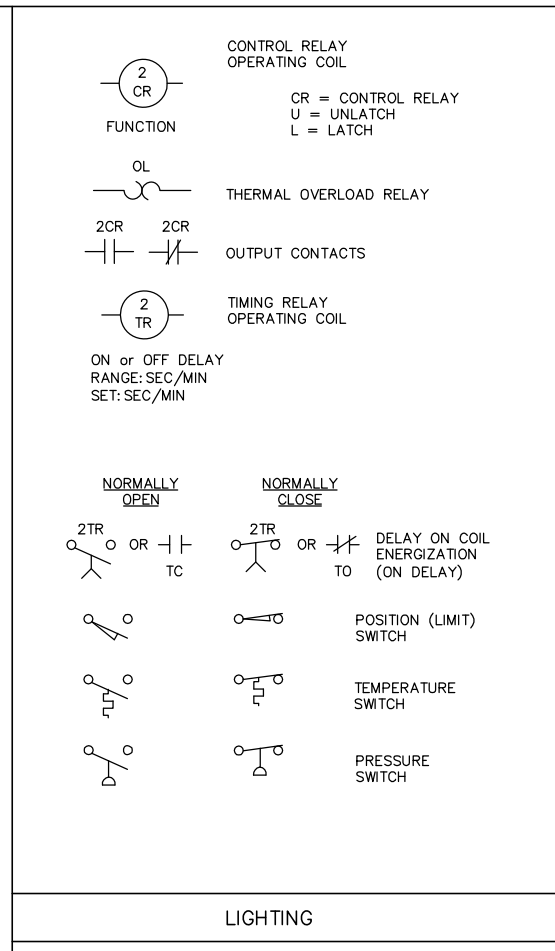 CONTROL RELAY
OPERATING COIL
2
CR
FUNCTION
CR = CONTROL RELAY
U = UNLATCH
L = LATCH
OL
THERMAL OVERLOAD RELAY
2CR 2CR
OUTPUT CONTACTS
2
TR
TIMING RELAY
OPERATING COIL
ON or OFF DELAY
RANGE: SEC/MIN
SET: SEC/MIN
NORMALLY
OPEN
NORMALLY
CLOSE
2TR OR TC
2TR OR TO
DELAY ON COIL
ENERGIZATION
(ON DELAY)
POSITION (LIMIT)
SWITCH
TEMPERATURE
SWITCH
PRESSURE
SWITCH
LIGHTING